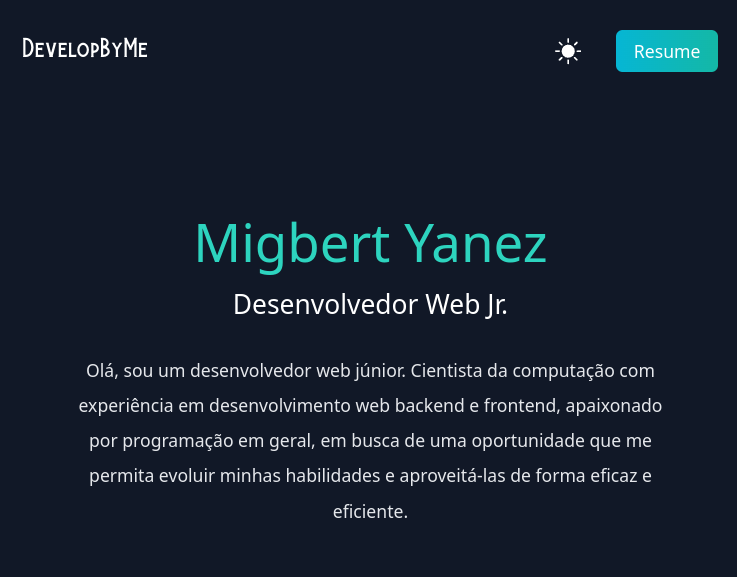 DevelopByMe
Resume
Migbert Yanez
Desenvolvedor Web Jr.
Olá, sou um desenvolvedor web júnior. Cientista da computação com
experiência em desenvolvimento web backend e frontend, apaixonado
por programação em geral, em busca de uma oportunidade que me
permita evoluir minhas habilidades e aproveitá-las de forma eficaz e
eficiente.